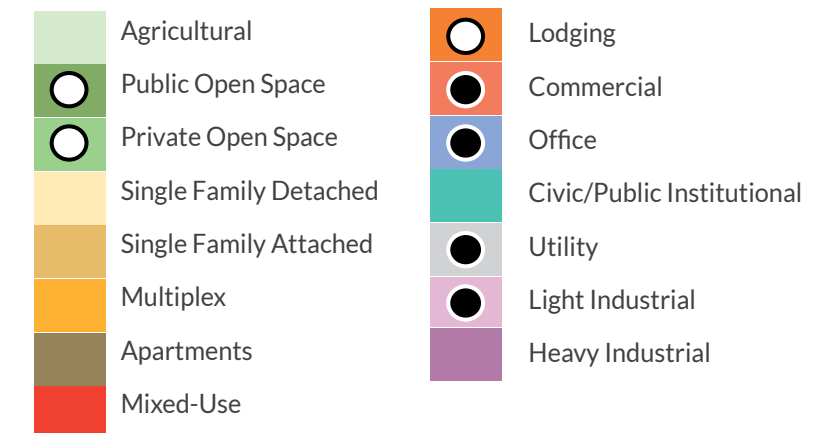 Agricultural
Public Open Space
Private Open Space
Single Family Detached
Single Family Attached
Multiplex
Apartments
Mixed-Use
Lodging
Commercial
Office
Civic/Public Institutional
Utility
Light Industrial
Heavy Industrial